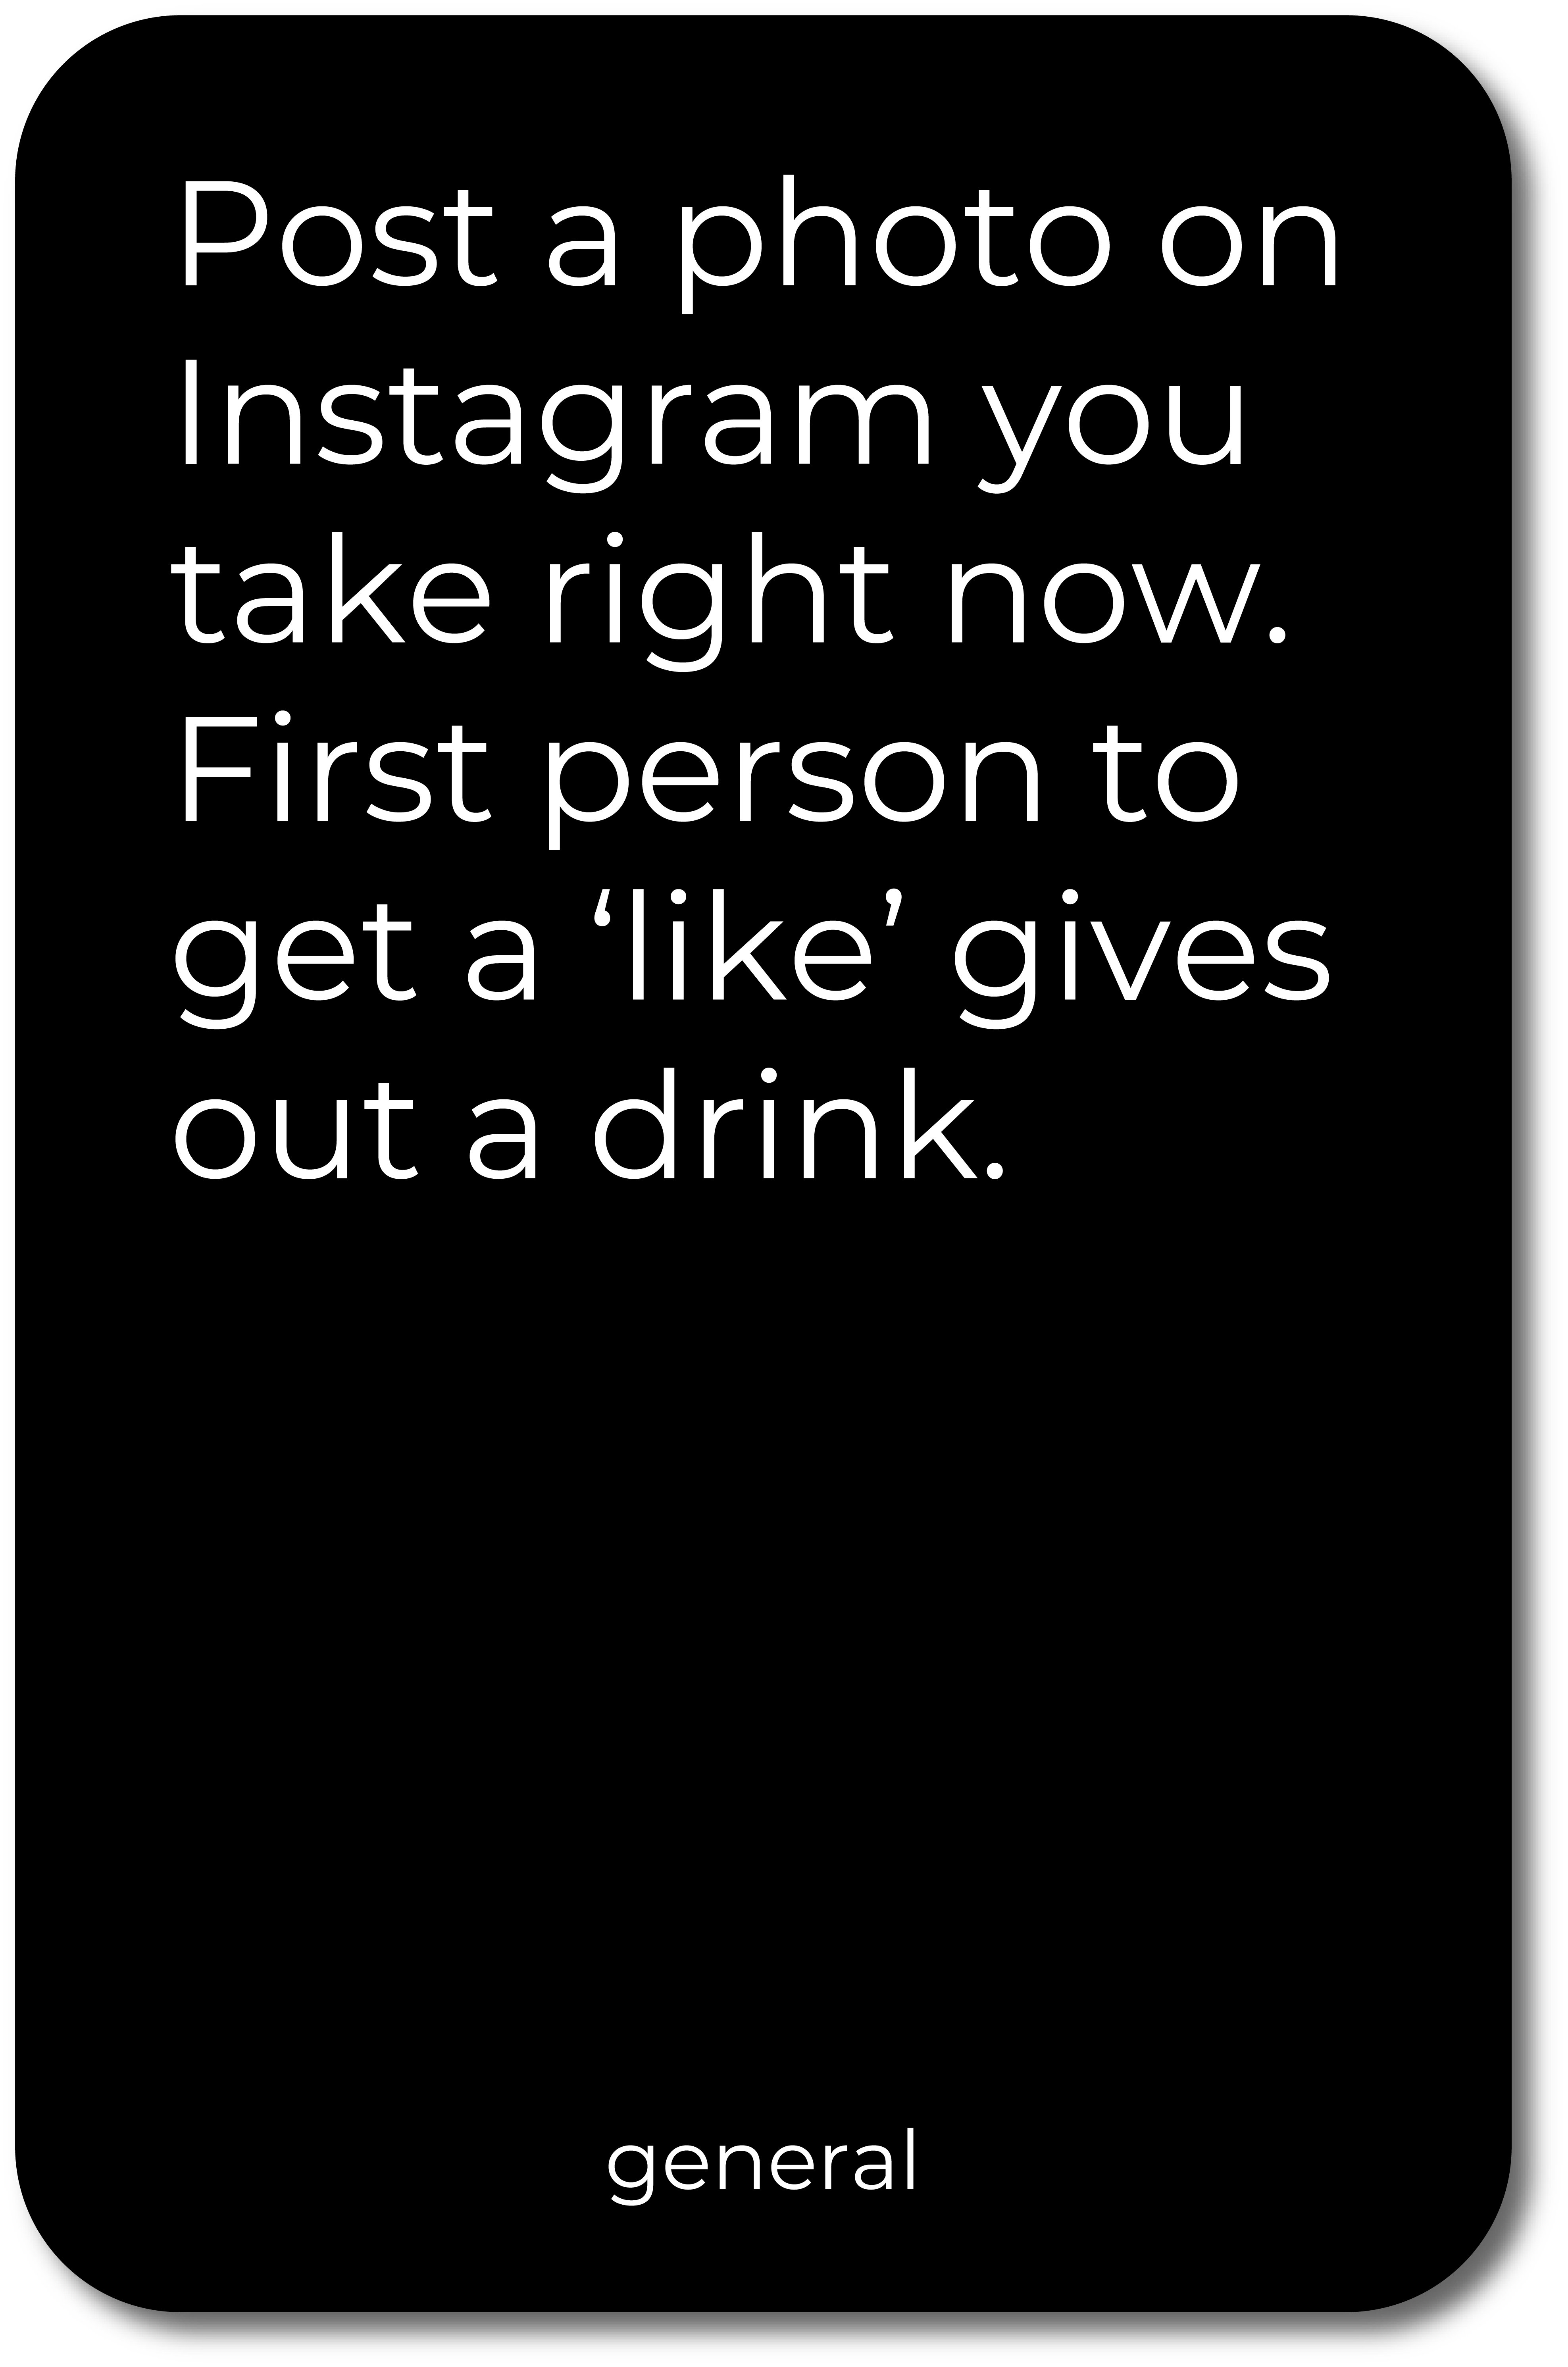 Post a photo on
Instagram you
take right now.
First person to
get a ‘like’ gives
out a drink.
general